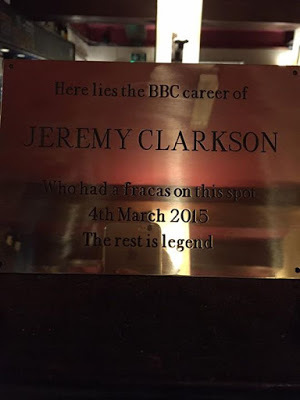 Here lies the BBC career of
JEREMY CLARKSON
Who had a fracas on this spot
4th March 2015
The rest is legend